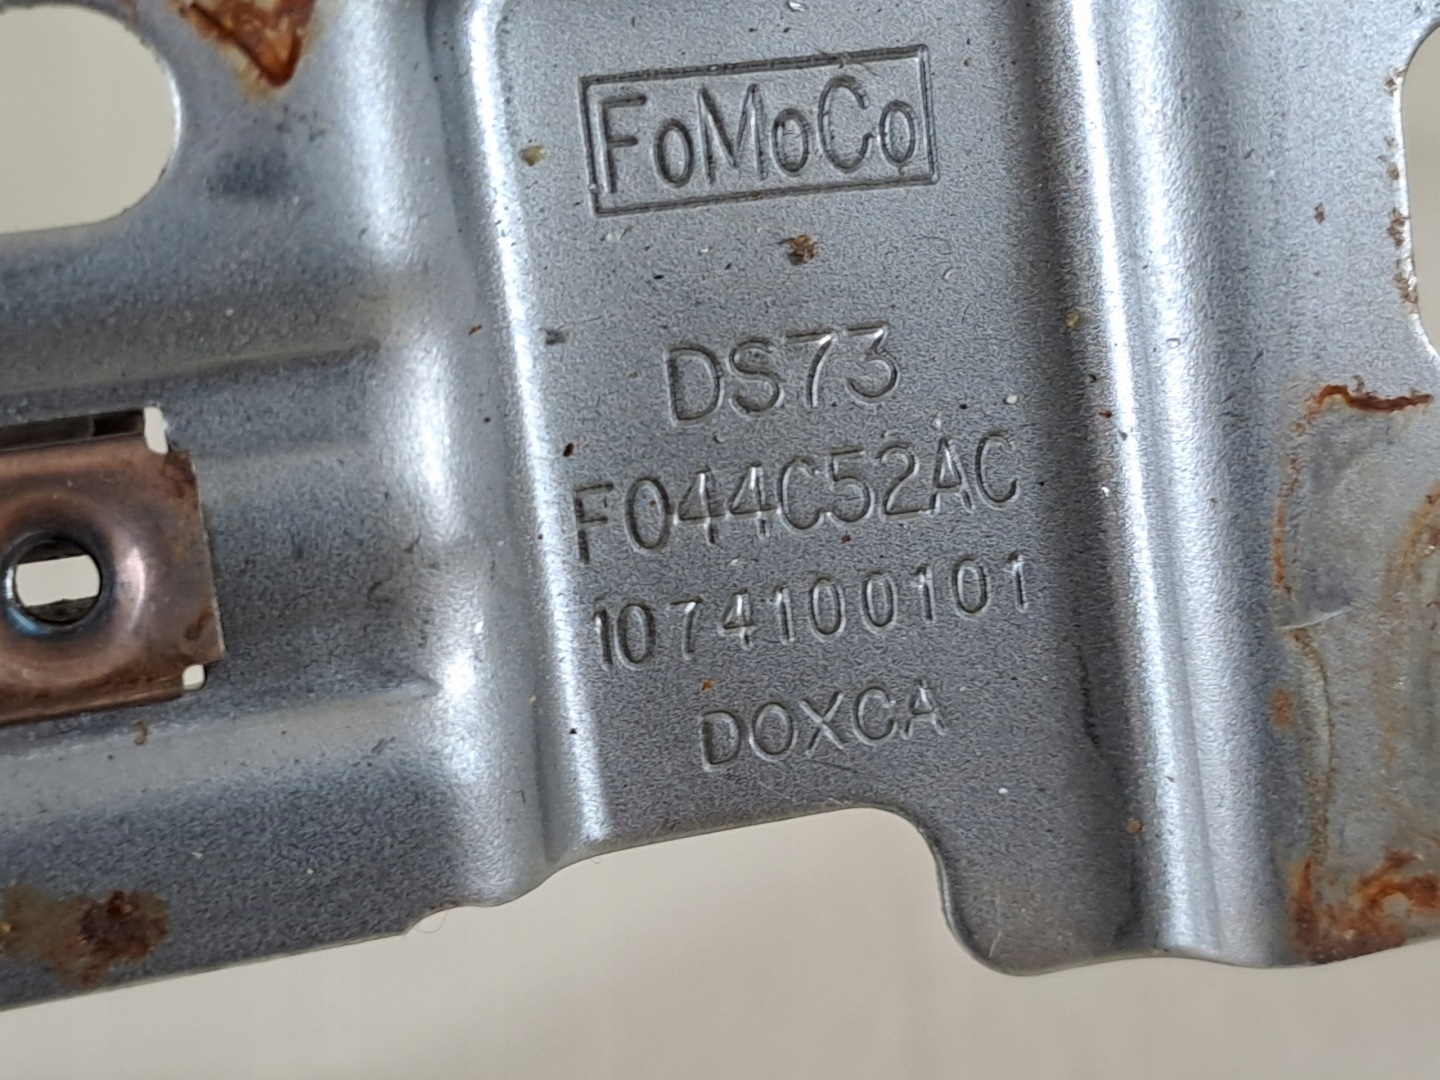 FoMoCo
DS73
F044C52AC
1074100101
DOXCA